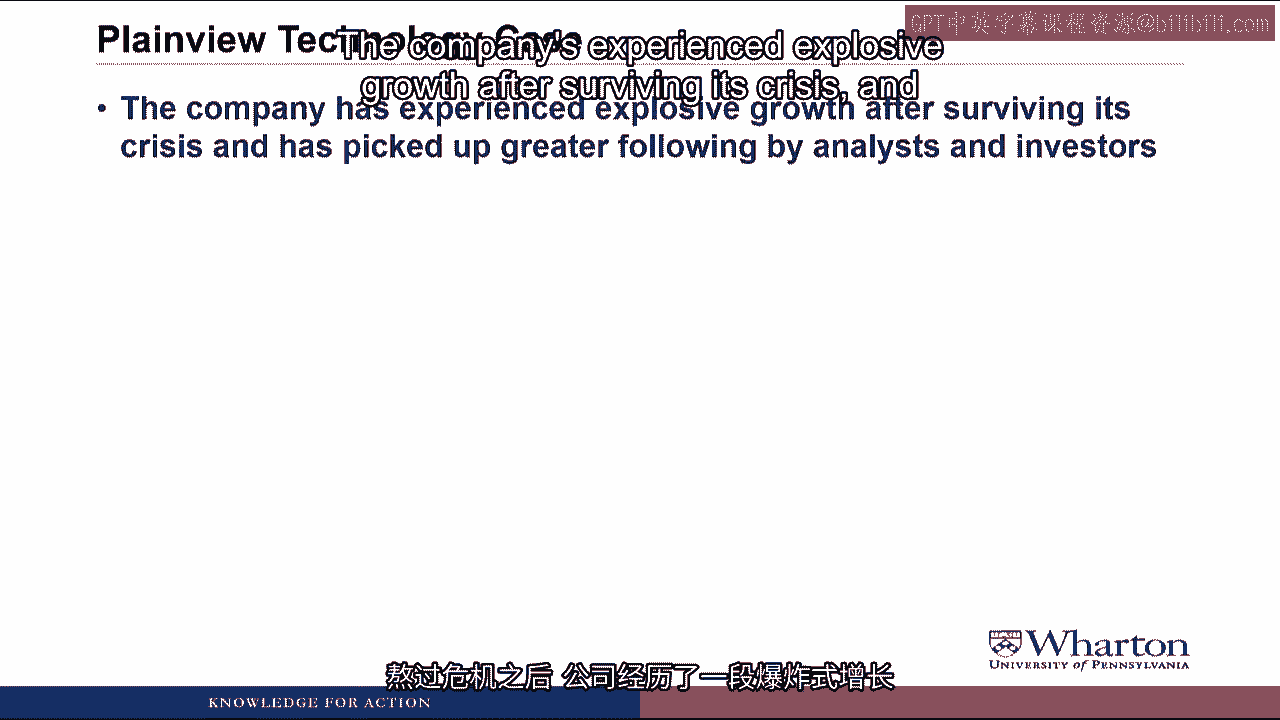 GPT中英字幕课程资源@bilibili.com
Plainview Technology Case
The company's experienced explosive
growth after surviving its crisis, and
• The company has experienced explosive growth after surviving its
crisis and has picked up greater following by analysts and investors
Wharton
UNIVERSITY of PENNSYLVANIA
熬过危机之后 公司经历了一段爆炸式增长
KNOWLEDGE FOR ACTION